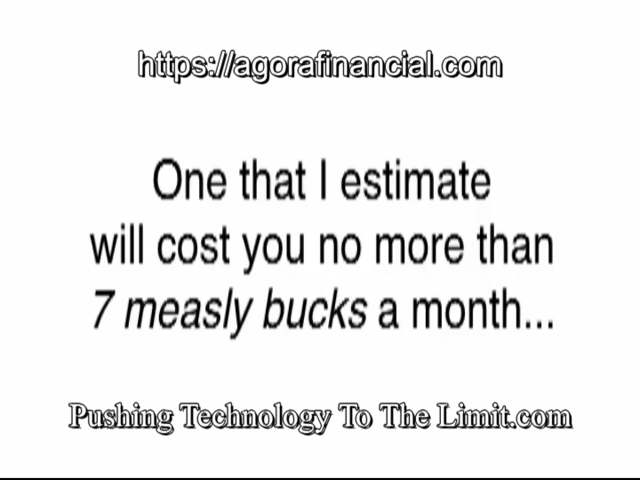 https://agorafinancial.com
One that I estimate
will cost you no more than
7 measly bucks a month...
Pushing Technology To The Limit.com